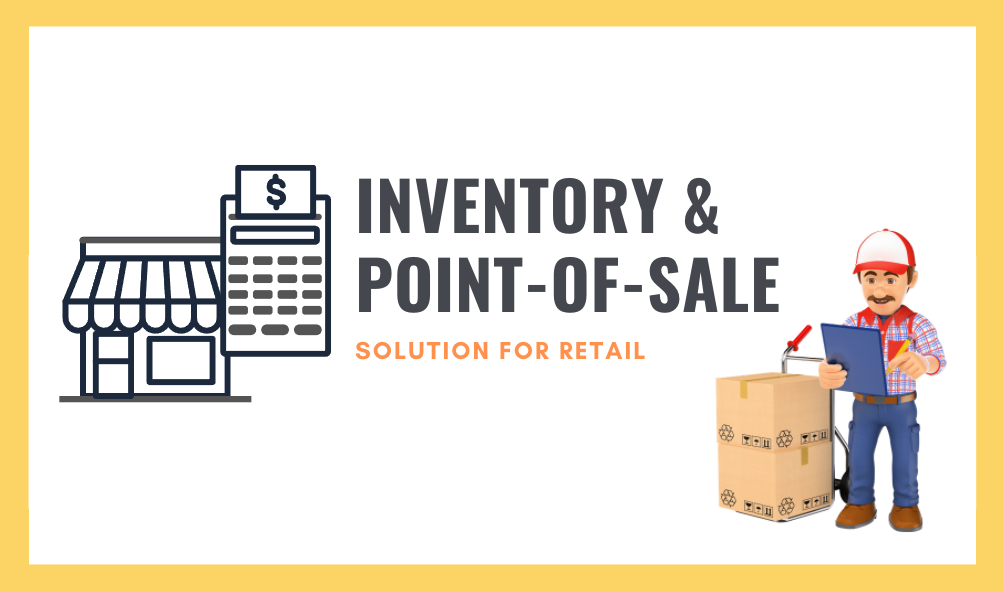 $
INVENTORY &
POINT-OF-SALE
SOLUTION FOR RETAIL